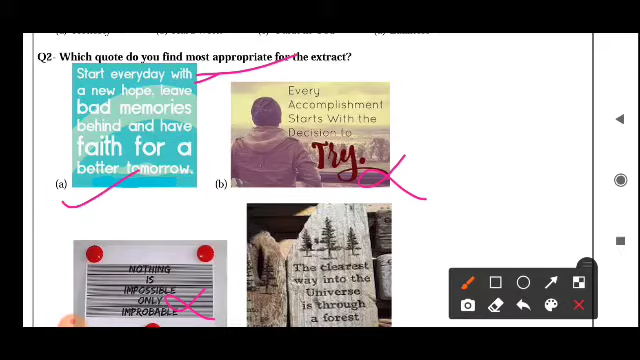 Q2- Which quote do you find most appropriate for the extract?
Start everyday with
a new hope, leave
bad memories
behind and have
faith for a
better tomorrow.
(a)
Every
Accomplishment
Starts With the
Decision to
Try.
(b)
NOTHING
IS
IMPOSSIBLE
ONLY
IMPROBABLE
The clearest
way into the
Universe
is through
a forest